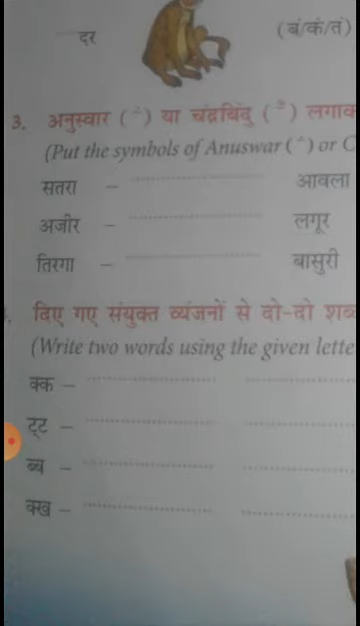 दर (बं/कं/तं)
3. अनुस्वार ( ं ) या चंद्रबिंदु ( ँ ) लगाक
(Put the symbols of Anuswar ( ं ) or C
सतरा – ........................ आवला
अजीर – ........................ लगूर
तिरगा – ........................ बासुरी
. दिए गए संयुक्त व्यंजनों से दो-दो शब्
(Write two words using the given lette
क्क – ........................ ........................
ट्ट – ........................ ........................
ब्ब – ........................ ........................
क्ख – ........................ ........................